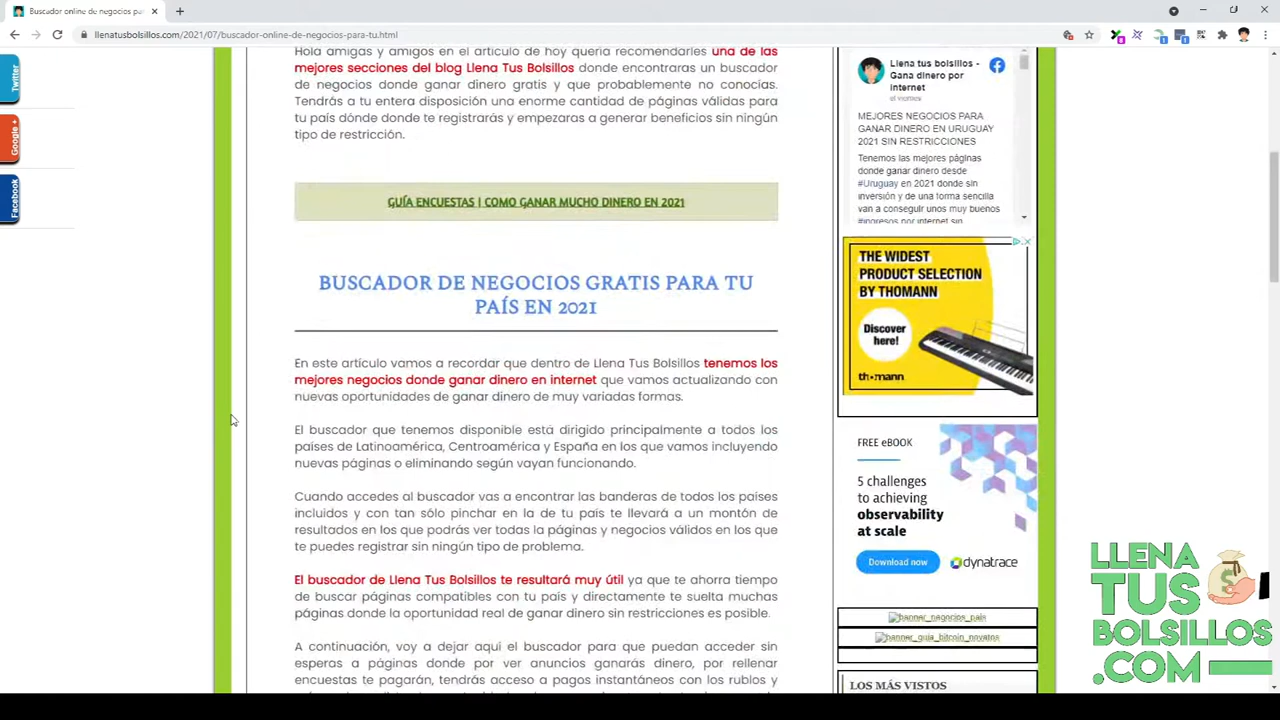 Buscador online de negocios par
llenatusbolsillos.com/2021/07/buscador-online-de-negocios-para-tu.html
Twitter
Google +
Facebook
Hola amigas y amigos en el artículo de hoy quería recomendarles una de las
mejores secciones del blog Llena Tus Bolsillos donde encontraras un buscador
de negocios donde ganar dinero gratis y que probablemente no conocías.
Tendrás a tu entera disposición una enorme cantidad de páginas válidas para
tu país dónde donde te registrarás y empezaras a generar beneficios sin ningún
tipo de restricción.
GUÍA ENCUESTAS | COMO GANAR MUCHO DINERO EN 2021
BUSCADOR DE NEGOCIOS GRATIS PARA TU
PAÍS EN 2021
En este artículo vamos a recordar que dentro de Llena Tus Bolsillos tenemos los
mejores negocios donde ganar dinero en internet que vamos actualizando con
nuevas oportunidades de ganar dinero de muy variadas formas.
El buscador que tenemos disponible esta dirigido principalmente a todos los
países de Latinoamérica, Centroamérica y España en los que vamos incluyendo
nuevas páginas o eliminando según vayan funcionando.
Cuando accedes al buscador vas a encontrar las banderas de todos los países
incluidos y con tan sólo pinchar en la de tu país te llevará a un montón de
resultados en los que podrás ver todas la páginas y negocios válidos en los que
te puedes registrar sin ningún tipo de problema.
El buscador de Llena Tus Bolsillos te resultará muy útil ya que te ahorra tiempo
de buscar páginas compatibles con tu país y directamente te suelta muchas
páginas donde la oportunidad real de ganar dinero sin restricciones es posible.
A continuación, voy a dejar aquí el buscador para que puedan acceder sin
esperas a páginas donde por ver anuncios ganarás dinero, por rellenar
encuestas te pagarán, tendrás acceso a pagos instantáneos con los rublos y
Llena tus bolsillos -
Gana dinero por
internet
el viernes
MEJORES NEGOCIOS PARA
GANAR DINERO EN URUGUAY
2021 SIN RESTRICCIONES
Tenemos las mejores páginas
donde ganar dinero desde
#Uruguay en 2021 donde sin
inversión y de una forma sencilla
van a conseguir unos muy buenos
#ingresos por internet sin
THE WIDEST
PRODUCT SELECTION
BY THOMANN
Discover
here!
th•mann
FREE eBOOK
5 challenges
to achieving
observability
at scale
Download now
dynatrace
banner_negocios_pais
banner_guia_bitcoin_novatos
LOS MÁS VISTOS
LLENA
TUS
BOLSILLOS
.COM